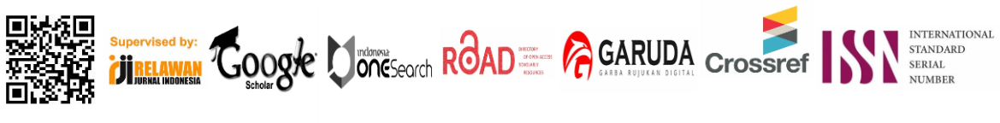 Supervised by:
RJI RELAWAN
JURNAL INDONESIA
Google
Scholar
indonesia
oneSearch
ROAD
DIRECTORY
OF OPEN ACCESS
SCHOLARLY
RESOURCES
GARUDA
GARBA RUJUKAN DIGITAL
Crossref
ISSN
INTERNATIONAL
STANDARD
SERIAL
NUMBER